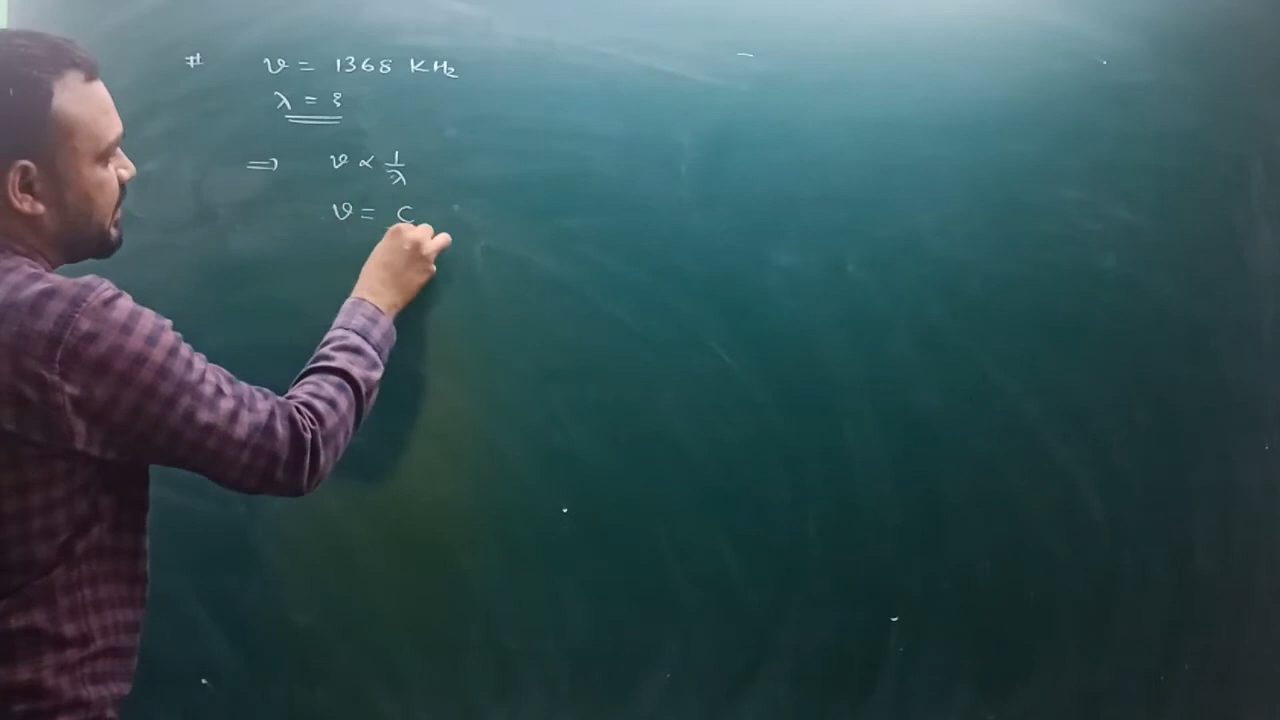 # ν = 1368 KHz
λ = ?
⇒ ν ∝ 1/λ
ν = C